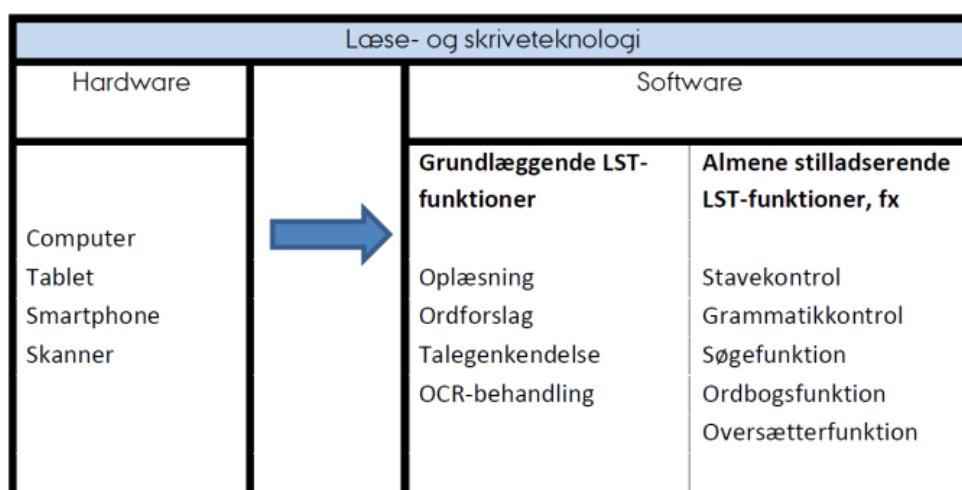 Læse- og skriveteknologi
Hardware
Software
Computer
Tablet
Smartphone
Skanner
Grundlæggende LST-
funktioner
Oplæsning
Ordforslag
Talegenkendelse
OCR-behandling
Almene stilladserende
LST-funktioner, fx
Stavekontrol
Grammatikkontrol
Søgefunktion
Ordbogsfunktion
Oversætterfunktion